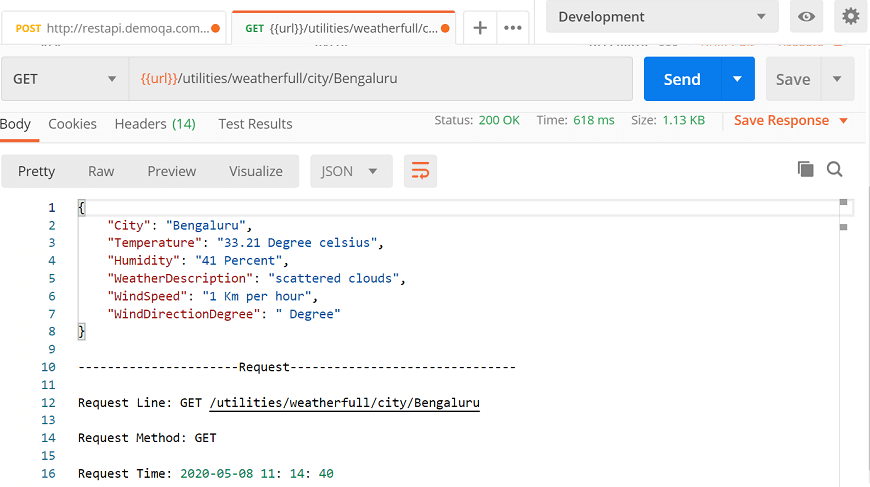 POST http://restapi.demoqa.com...
GET {{url}}/utilities/weatherfull/c...
Development
GET
{{url}}/utilities/weatherfull/city/Bengaluru
Send
Save
Body Cookies Headers (14) Test Results
Status: 200 OK Time: 618 ms Size: 1.13 KB Save Response
Pretty Raw Preview Visualize JSON
1 {
2 "City": "Bengaluru",
3 "Temperature": "33.21 Degree celsius",
4 "Humidity": "41 Percent",
5 "WeatherDescription": "scattered clouds",
6 "WindSpeed": "1 Km per hour",
7 "WindDirectionDegree": " Degree"
8 }
9
10 ----------------------Request-------------------------------
11
12 Request Line: GET /utilities/weatherfull/city/Bengaluru
13
14 Request Method: GET
15
16 Request Time: 2020-05-08 11: 14: 40